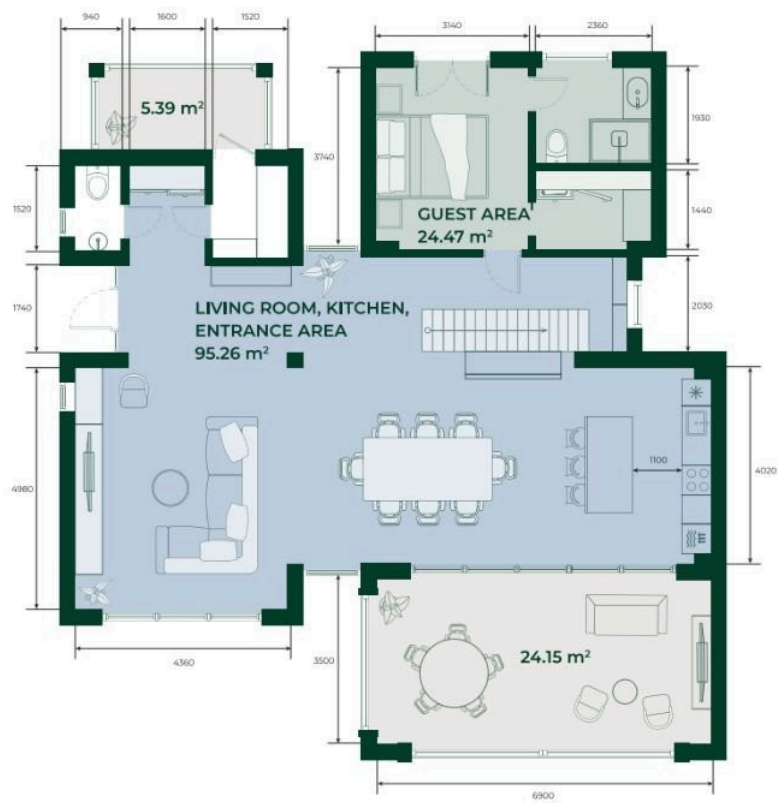 940
1600
1520
3140
2360
5.39 m²
3740
1930
1520
GUEST AREA
24.47 m²
1440
1740
LIVING ROOM, KITCHEN,
ENTRANCE AREA
95.26 m²
2030
4980
1100
4020
3500
24.15 m²
4360
6900